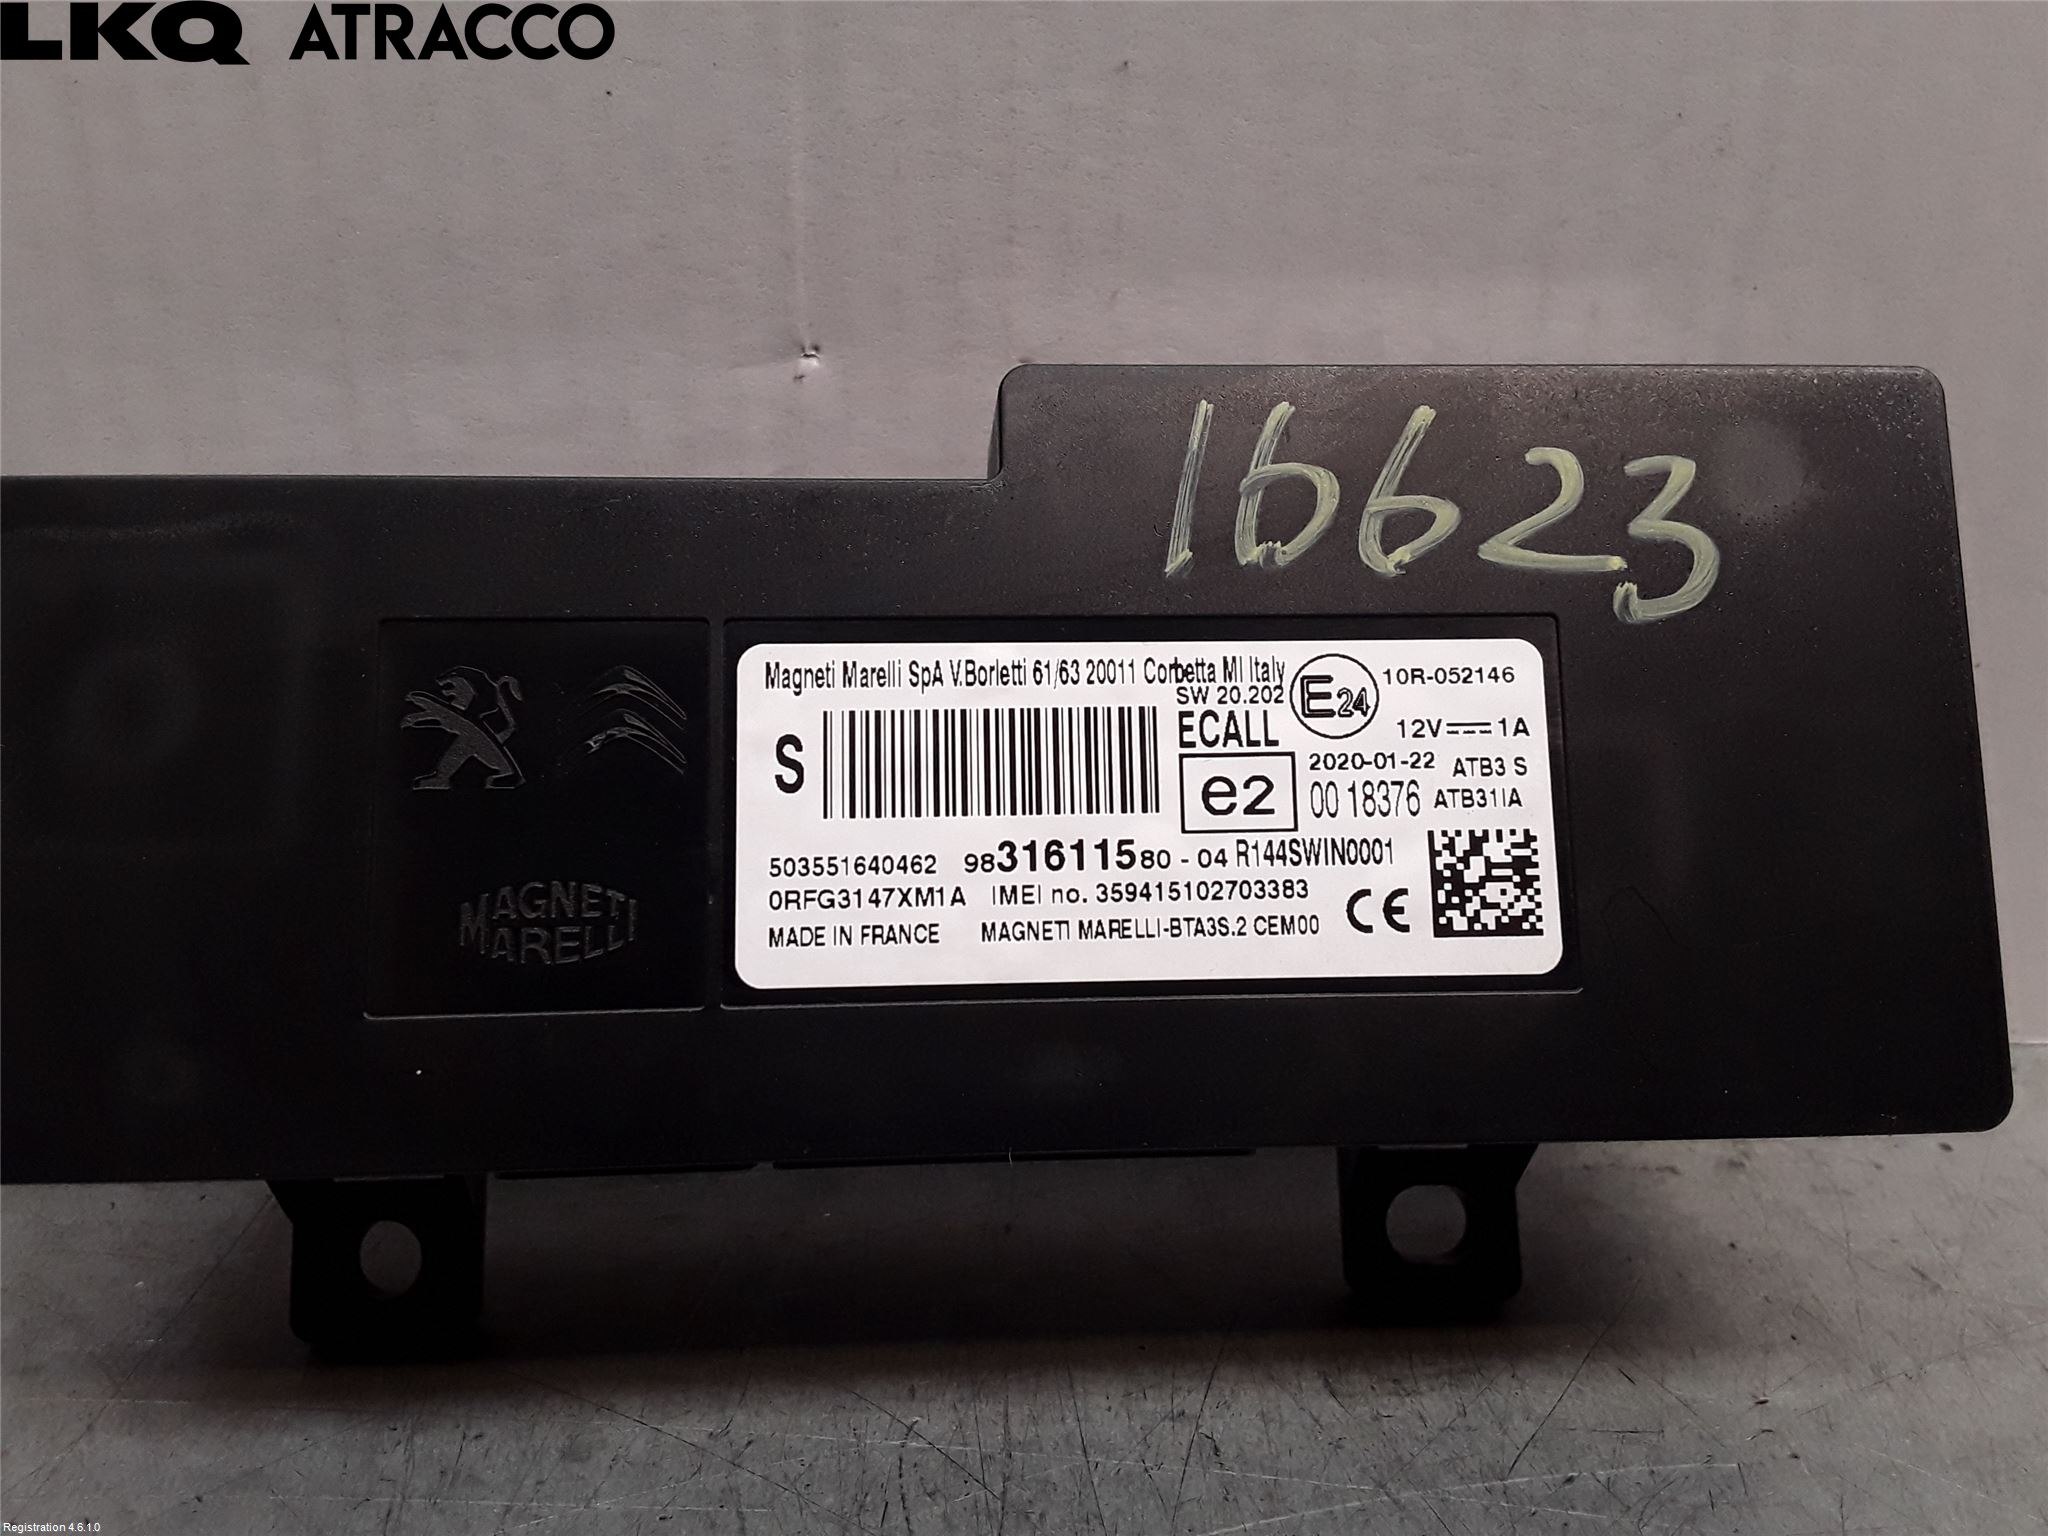 LKQ ATRACCO
16623
Magneti Marelli SpA V.Borletti 61/63 20011 Corbetta MI Italy
SW 20.202
E24
10R-052146
S
ECALL
12V 1A
e2
2020-01-22 ATB3 S
00 18376 ATB31IA
503551640462 9831611580 - 04 R144SWIN0001
0RFG3147XM1A IMEI no. 359415102703383
CE
MADE IN FRANCE MAGNETI MARELLI-BTA3S.2 CEM00
MAGNETI
MARELLI
Registration 4.6.1.0